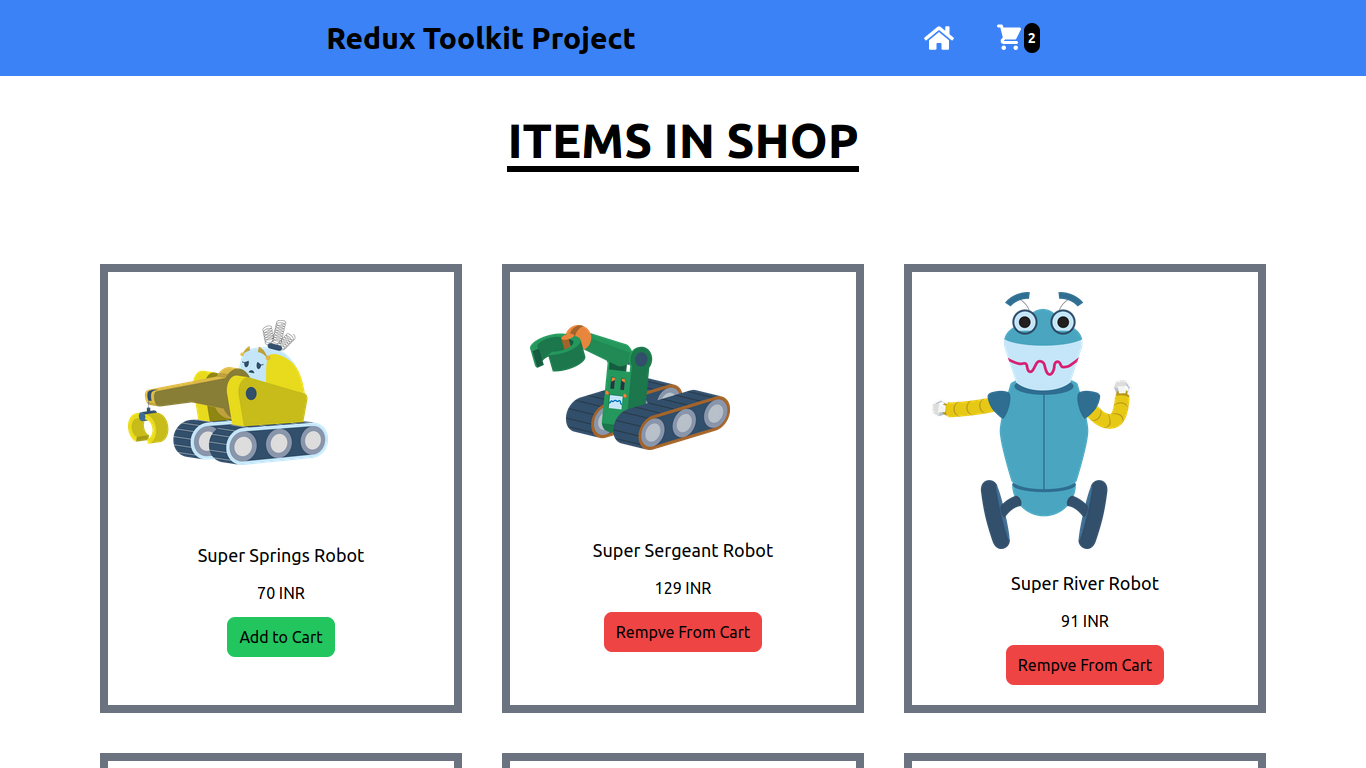 Redux Toolkit Project
2
ITEMS IN SHOP
Super Springs Robot
70 INR
Add to Cart
Super Sergeant Robot
129 INR
Rempve From Cart
Super River Robot
91 INR
Rempve From Cart